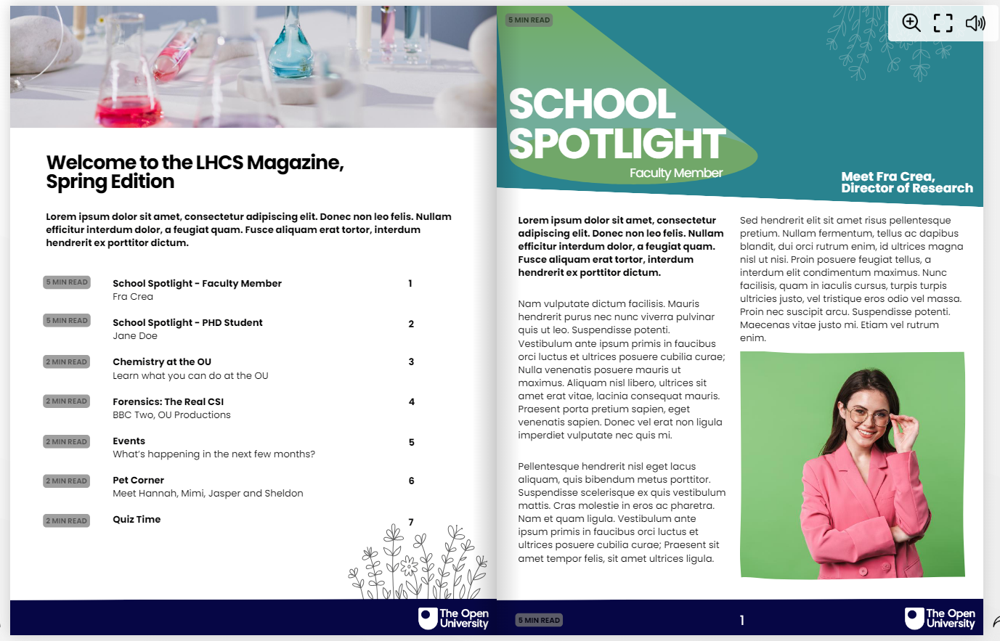 Welcome to the LHCS Magazine,
Spring Edition
Lorem ipsum dolor sit amet, consectetur adipiscing elit. Donec non leo felis. Nullam
efficitur interdum dolor, a feugiat quam. Fusce aliquam erat tortor, interdum
hendrerit ex porttitor dictum.
5 MIN READ
School Spotlight - Faculty Member
1
Fra Crea
5 MIN READ
School Spotlight - PHD Student
2
Jane Doe
2 MIN READ
Chemistry at the OU
3
Learn what you can do at the OU
2 MIN READ
Forensics: The Real CSI
4
BBC Two, OU Productions
2 MIN READ
Events
5
What's happening in the next few months?
2 MIN READ
Pet Corner
6
Meet Hannah, Mimi, Jasper and Sheldon
2 MIN READ
Quiz Time
7
The Open
University
5 MIN READ
SCHOOL
SPOTLIGHT
Faculty Member
Meet Fra Crea,
Director of Research
Lorem ipsum dolor sit amet, consectetur
adipiscing elit. Donec non leo felis. Nullam
efficitur interdum dolor, a feugiat quam.
Fusce aliquam erat tortor, interdum
hendrerit ex porttitor dictum.
Nam vulputate dictum facilisis. Mauris
hendrerit purus nec nunc viverra pulvinar
quis ut leo. Suspendisse potenti.
Vestibulum ante ipsum primis in faucibus
orci luctus et ultrices posuere cubilia curae;
Nulla venenatis posuere mauris ut
maximus. Aliquam nisl libero, ultrices sit
amet erat vitae, lacinia consequat mauris.
Praesent porta pretium sapien, eget
venenatis sapien. Donec vel erat non ligula
imperdiet vulputate nec quis mi.
Pellentesque hendrerit nisl eget lacus
aliquam, quis bibendum metus porttitor.
Suspendisse scelerisque ex quis vestibulum
mattis. Cras molestie in eros ac pharetra.
Nam et quam ligula. Vestibulum ante
ipsum primis in faucibus orci luctus et
ultrices posuere cubilia curae; Praesent sit
amet tempor felis, sit amet ultrices ligula.
Sed hendrerit elit sit amet risus pellentesque
pretium. Nullam fermentum, tellus ac dapibus
blandit, dui orci rutrum enim, id ultrices magna
nisl ut nisi. Proin posuere feugiat tellus, a
interdum elit condimentum maximus. Nunc
facilisis, quam in iaculis cursus, turpis turpis
ultricies justo, vel tristique eros odio vel massa.
Proin nec suscipit arcu. Suspendisse potenti.
Maecenas vitae justo mi. Etiam vel rutrum
enim.
5 MIN READ
1
The Open
University